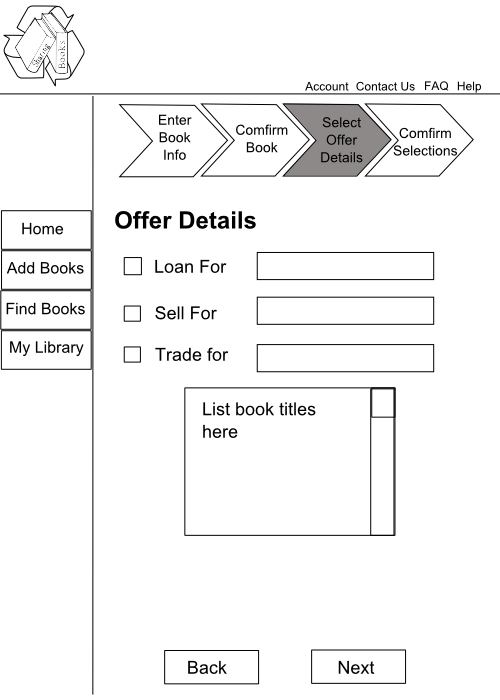 Sharing
Books
Account Contact Us FAQ Help
Enter
Book
Info
Comfirm
Book
Select
Offer
Details
Comfirm
Selections
Home
Add Books
Find Books
My Library
Offer Details
Loan For
Sell For
Trade for
List book titles
here
Back
Next